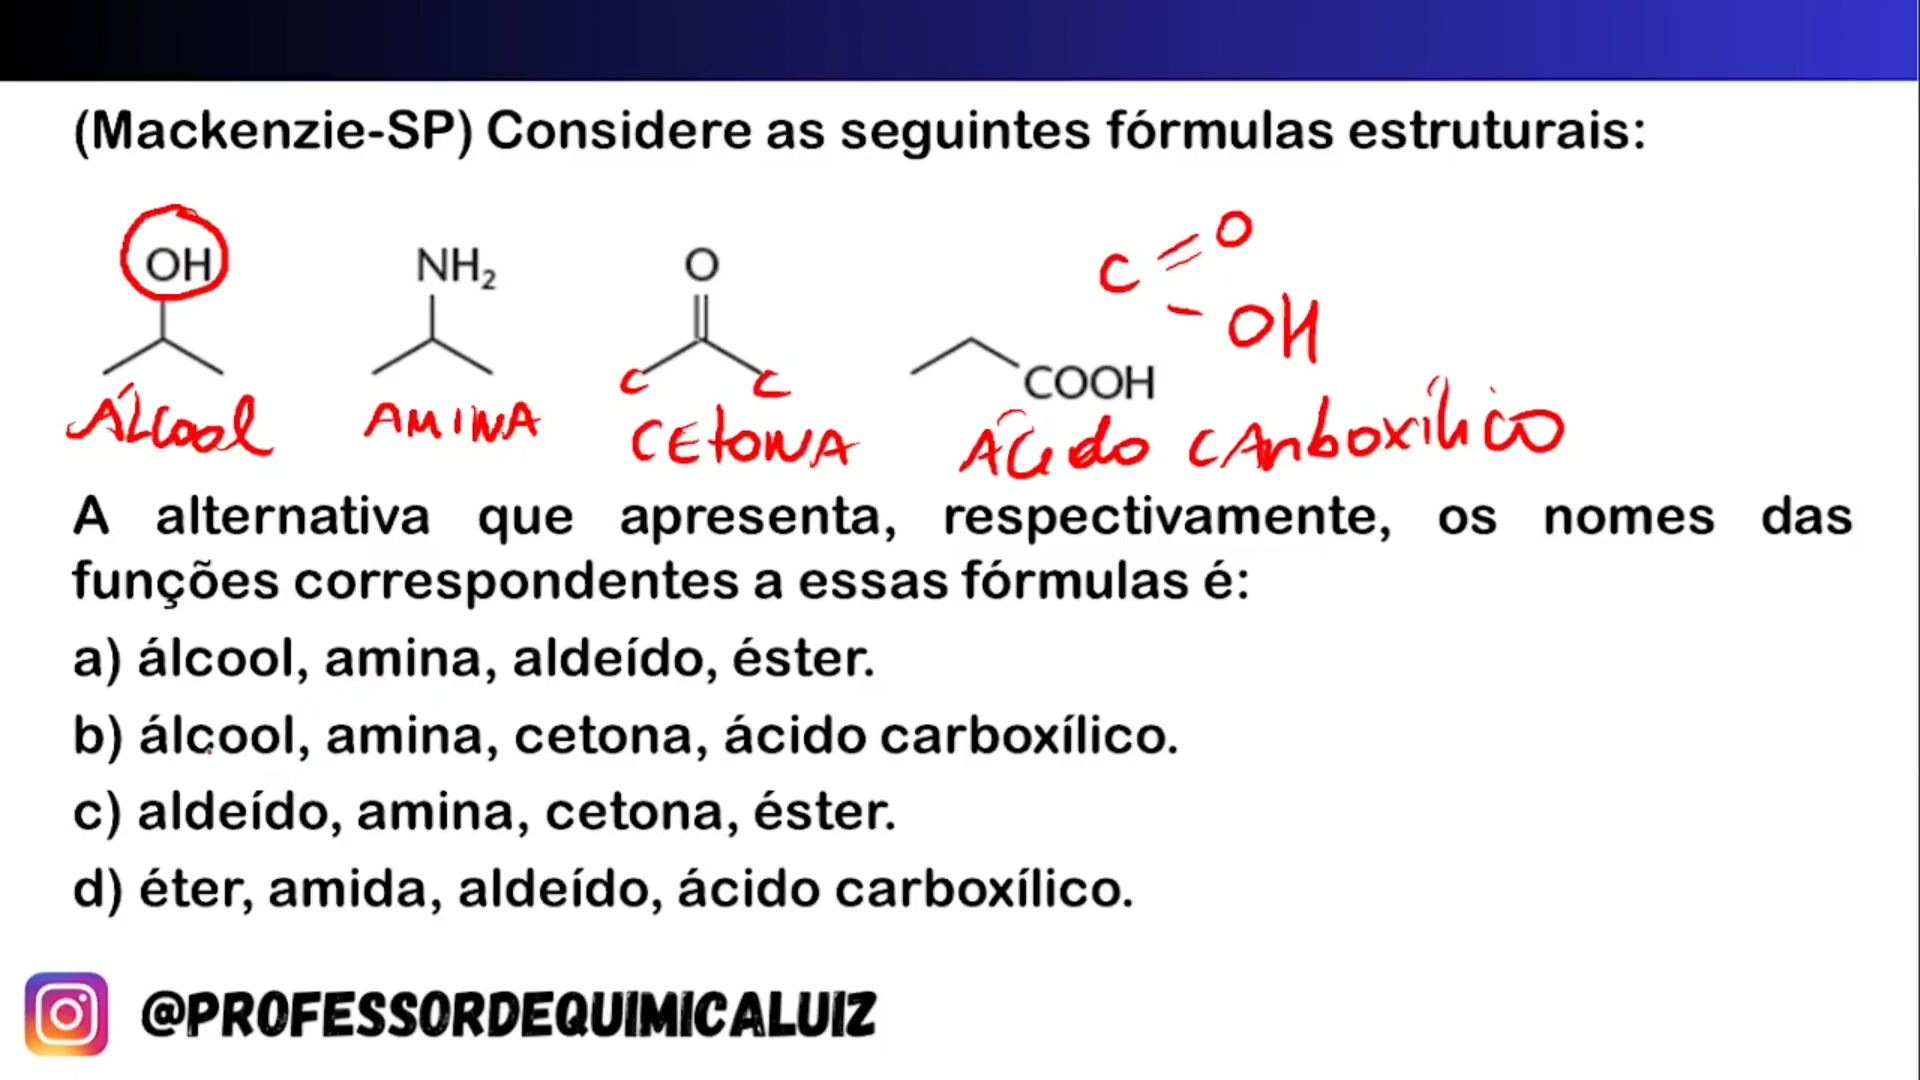 (Mackenzie-SP) Considere as seguintes fórmulas estruturais:
OH NH₂ O C=O
-OH
C C COOH
Álcool AMINA CETONA Ácido CARBOXÍLICO
A alternativa que apresenta, respectivamente, os nomes das
funções correspondentes a essas fórmulas é:
a) álcool, amina, aldeído, éster.
b) álcool, amina, cetona, ácido carboxílico.
c) aldeído, amina, cetona, éster.
d) éter, amida, aldeído, ácido carboxílico.
@PROFESSORDEQUIMICALUIZ